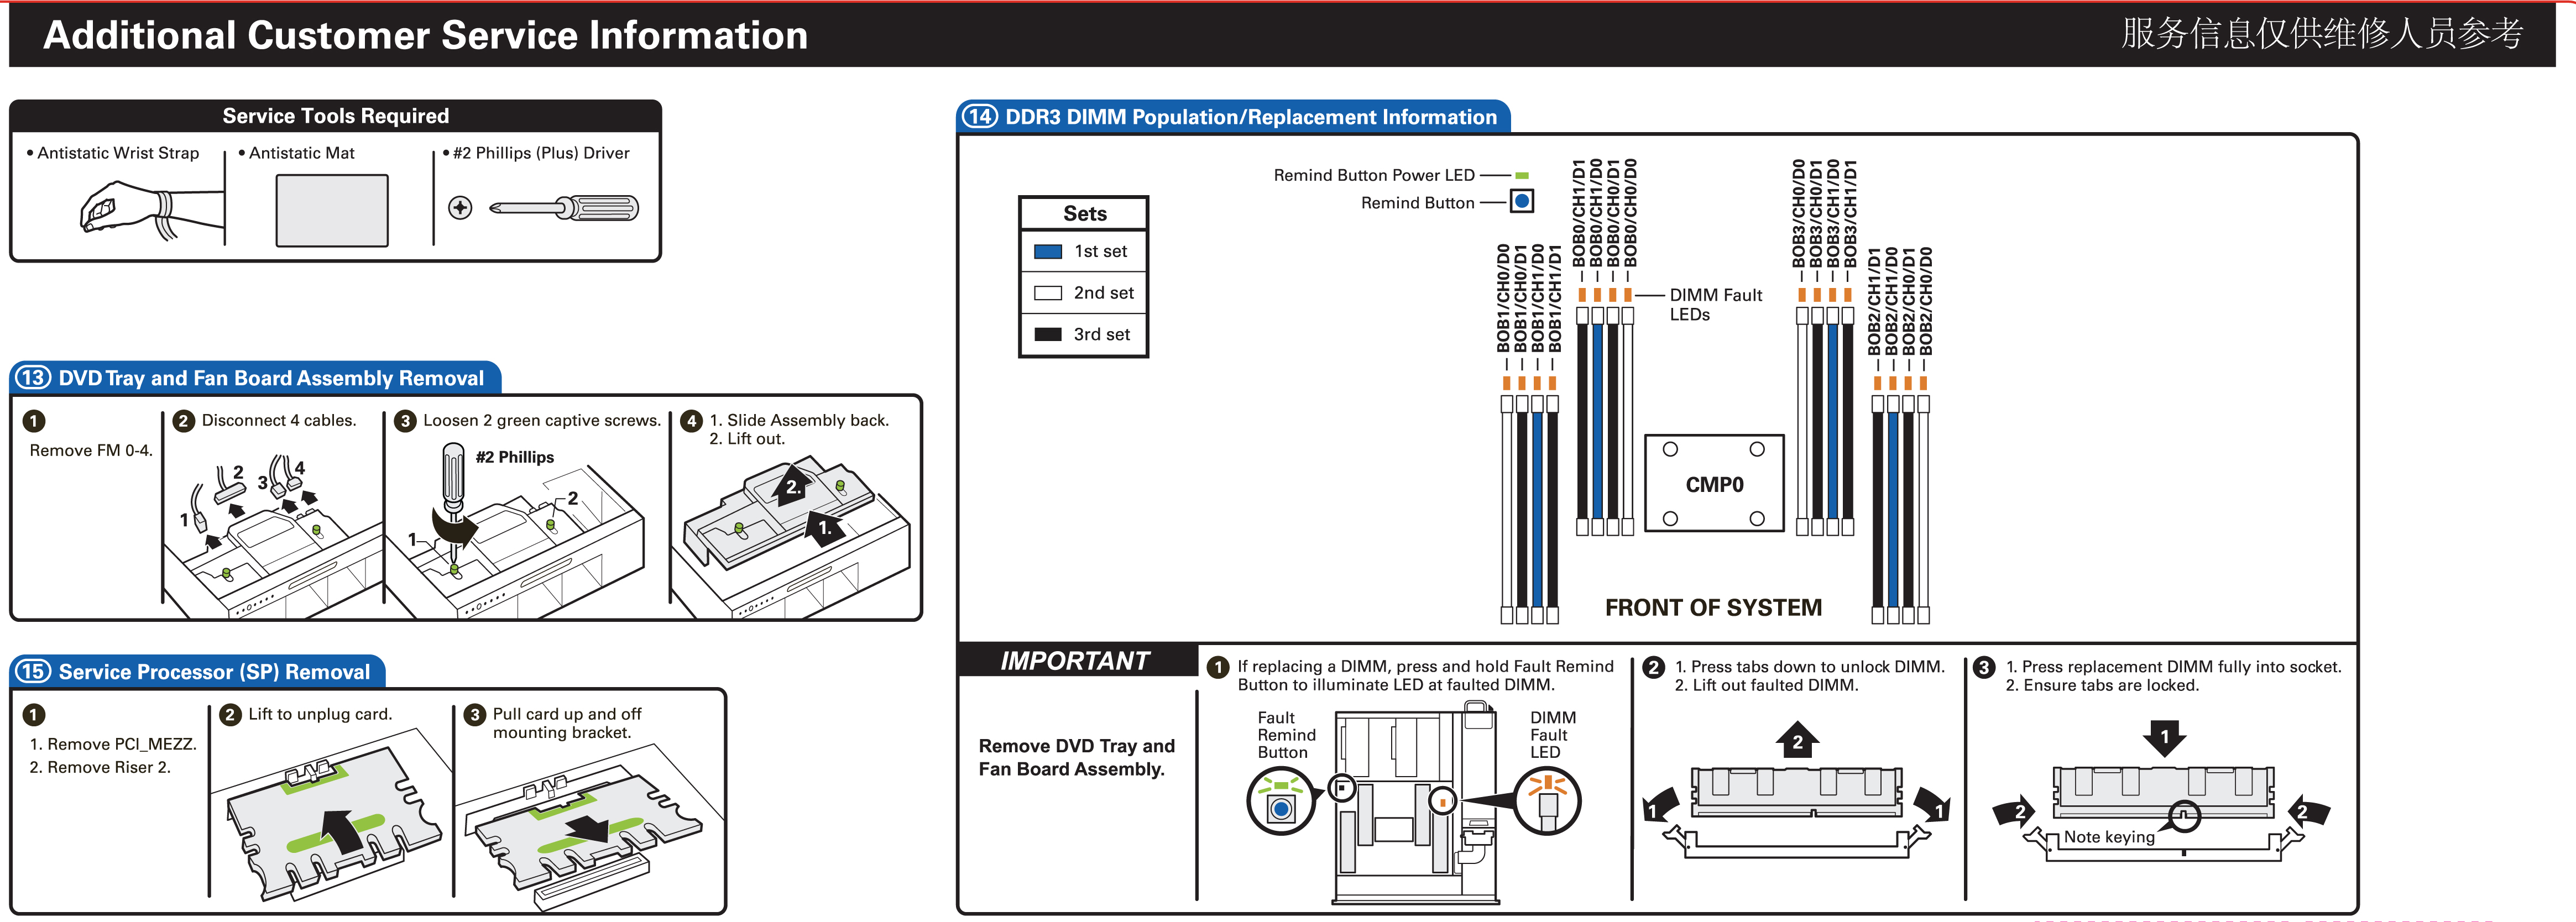 Additional Customer Service Information
服务信息仅供维修人员参考
Service Tools Required
• Antistatic Wrist Strap
• Antistatic Mat
• #2 Phillips (Plus) Driver
13 DVD Tray and Fan Board Assembly Removal
1
Remove FM 0-4.
2 Disconnect 4 cables.
1
2
3
4
3 Loosen 2 green captive screws.
#2 Phillips
1
2
4 1. Slide Assembly back.
2. Lift out.
2.
1.
15 Service Processor (SP) Removal
1
1. Remove PCI_MEZZ.
2. Remove Riser 2.
2 Lift to unplug card.
3 Pull card up and off
mounting bracket.
14 DDR3 DIMM Population/Replacement Information
Sets
1st set
2nd set
3rd set
Remind Button Power LED
Remind Button
BOB1/CH0/D0
BOB1/CH0/D1
BOB1/CH1/D0
BOB1/CH1/D1
BOB0/CH1/D1
BOB0/CH1/D0
BOB0/CH0/D1
BOB0/CH0/D0
DIMM Fault
LEDs
BOB3/CH0/D0
BOB3/CH0/D1
BOB3/CH1/D0
BOB3/CH1/D1
BOB2/CH1/D1
BOB2/CH1/D0
BOB2/CH0/D1
BOB2/CH0/D0
CMP0
FRONT OF SYSTEM
IMPORTANT
Remove DVD Tray and
Fan Board Assembly.
1 If replacing a DIMM, press and hold Fault Remind
Button to illuminate LED at faulted DIMM.
Fault
Remind
Button
DIMM
Fault
LED
2 1. Press tabs down to unlock DIMM.
2. Lift out faulted DIMM.
2
1
1
3 1. Press replacement DIMM fully into socket.
2. Ensure tabs are locked.
1
2
2
Note keying